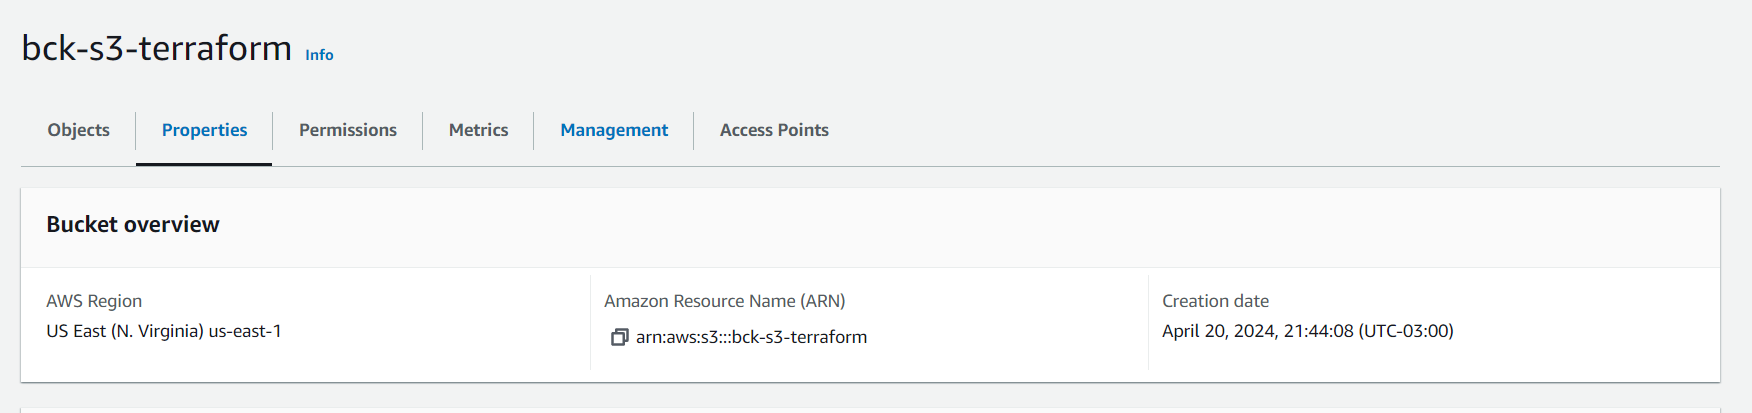 bck-s3-terraform Info
Objects Properties Permissions Metrics Management Access Points
Bucket overview
AWS Region
US East (N. Virginia) us-east-1
Amazon Resource Name (ARN)
arn:aws:s3:::bck-s3-terraform
Creation date
April 20, 2024, 21:44:08 (UTC-03:00)